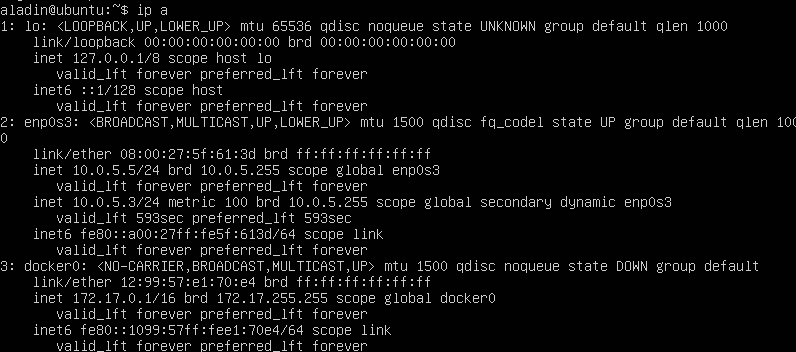 aladin@ubuntu:~$ ip a
1: lo: <LOOPBACK,UP,LOWER_UP> mtu 65536 qdisc noqueue state UNKNOWN group default qlen 1000
    link/loopback 00:00:00:00:00:00 brd 00:00:00:00:00:00
    inet 127.0.0.1/8 scope host lo
       valid_lft forever preferred_lft forever
    inet6 ::1/128 scope host
       valid_lft forever preferred_lft forever
2: enp0s3: <BROADCAST,MULTICAST,UP,LOWER_UP> mtu 1500 qdisc fq_codel state UP group default qlen 100
0
    link/ether 08:00:27:5f:61:3d brd ff:ff:ff:ff:ff:ff
    inet 10.0.5.5/24 brd 10.0.5.255 scope global enp0s3
       valid_lft forever preferred_lft forever
    inet 10.0.5.3/24 metric 100 brd 10.0.5.255 scope global secondary dynamic enp0s3
       valid_lft 593sec preferred_lft 593sec
    inet6 fe80::a00:27ff:fe5f:613d/64 scope link
       valid_lft forever preferred_lft forever
3: docker0: <NO-CARRIER,BROADCAST,MULTICAST,UP> mtu 1500 qdisc noqueue state DOWN group default
    link/ether 12:99:57:e1:70:e4 brd ff:ff:ff:ff:ff:ff
    inet 172.17.0.1/16 brd 172.17.255.255 scope global docker0
       valid_lft forever preferred_lft forever
    inet6 fe80::1099:57ff:fee1:70e4/64 scope link
       valid_lft forever preferred_lft forever